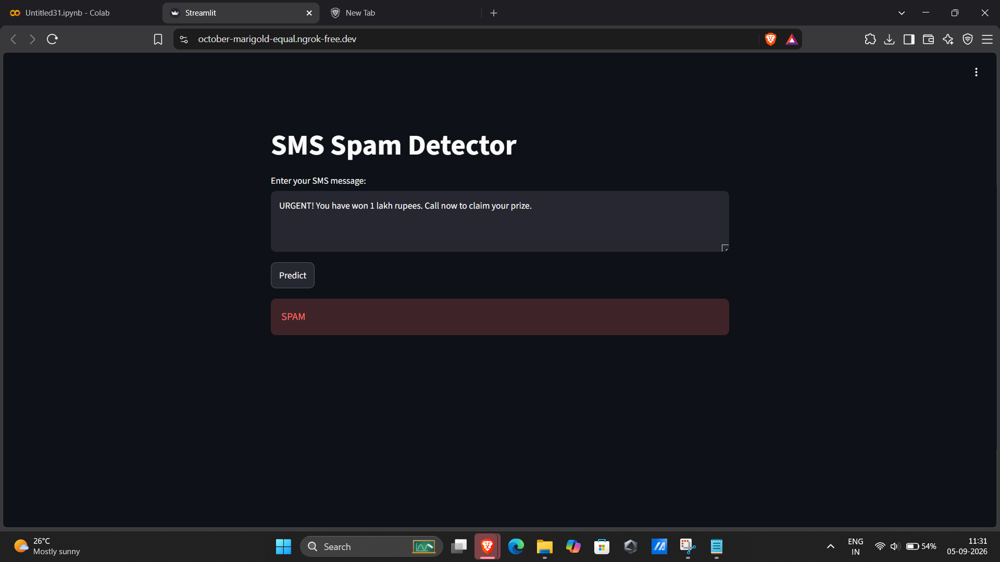 Untitled31.ipynb - Colab
Streamlit
New Tab
october-marigold-equal.ngrok-free.dev
SMS Spam Detector
Enter your SMS message:
URGENT! You have won 1 lakh rupees. Call now to claim your prize.
Predict
SPAM
26°C
Mostly sunny
Search
ENG
IN
54%
11:31
05-09-2026